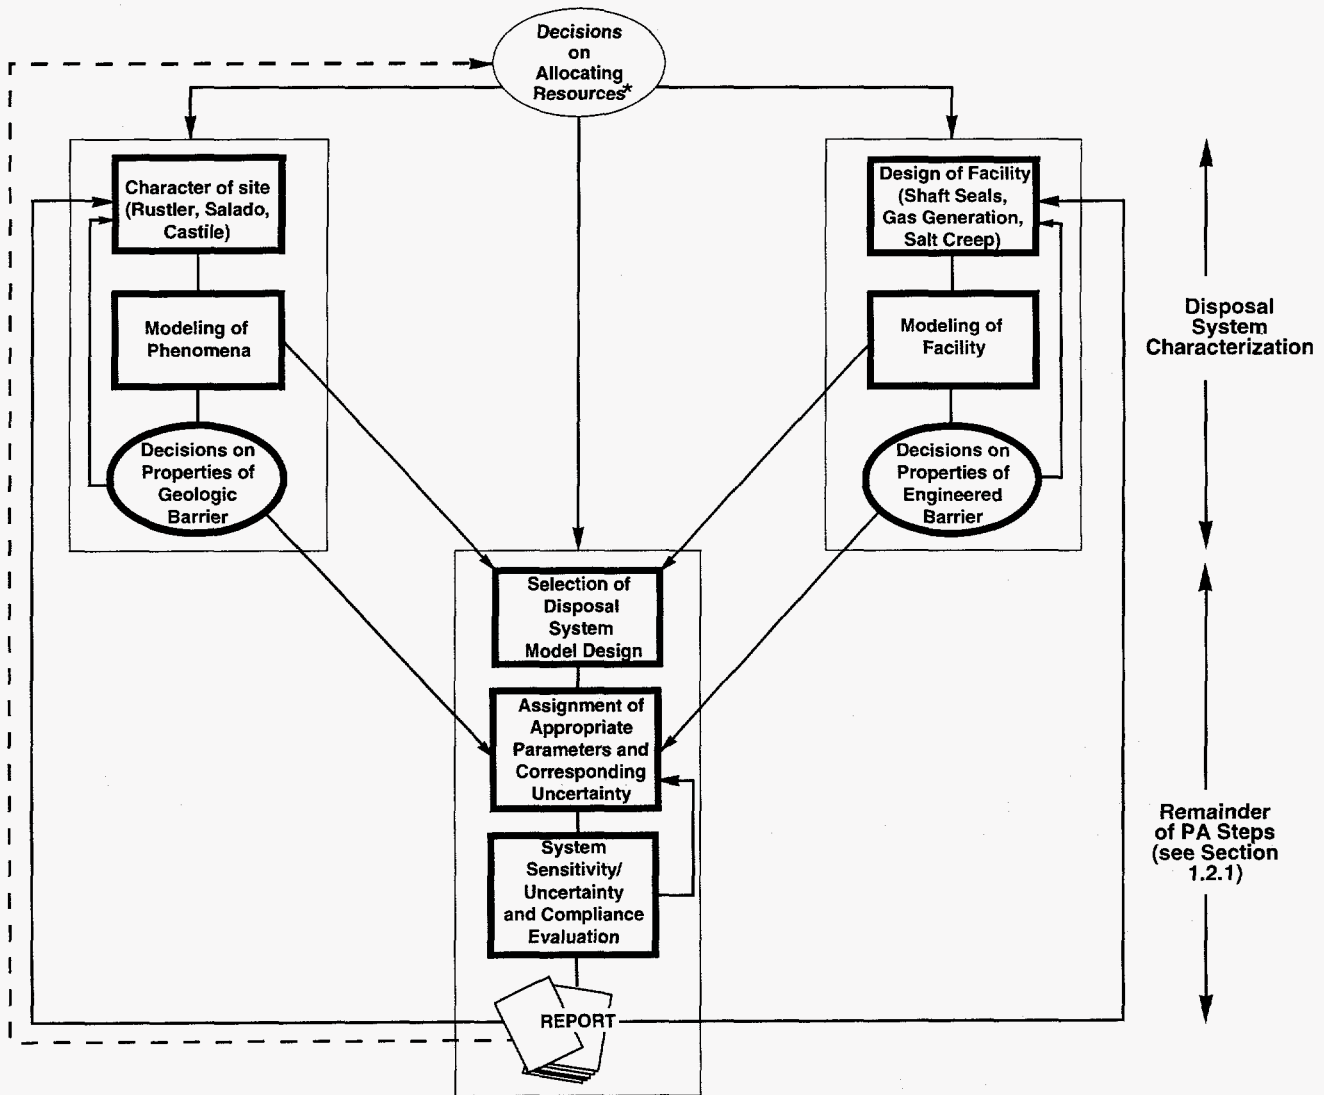 Decisions
on
Allocating
Resources*
Character of site
(Rustler, Salado,
Castile)
Modeling of
Phenomena
Decisions on
Properties of
Geologic
Barrier
Design of Facility
(Shaft Seals,
Gas Generation,
Salt Creep)
Modeling of
Facility
Decisions on
Properties of
Engineered
Barrier
Disposal
System
Characterization
Selection of
Disposal
System
Model Design
Assignment of
Appropriate
Parameters and
Corresponding
Uncertainty
System
Sensitivity/
Uncertainty
and Compliance
Evaluation
REPORT
Remainder
of PA Steps
(see Section
1.2.1)